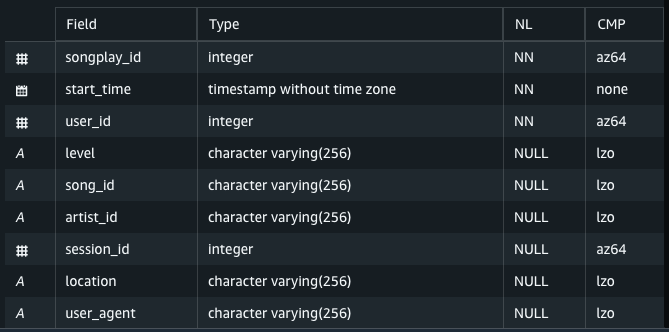 Field Type NL CMP
songplay_id integer NN az64
start_time timestamp without time zone NN none
user_id integer NN az64
level character varying(256) NULL lzo
song_id character varying(256) NULL lzo
artist_id character varying(256) NULL lzo
session_id integer NULL az64
location character varying(256) NULL lzo
user_agent character varying(256) NULL lzo